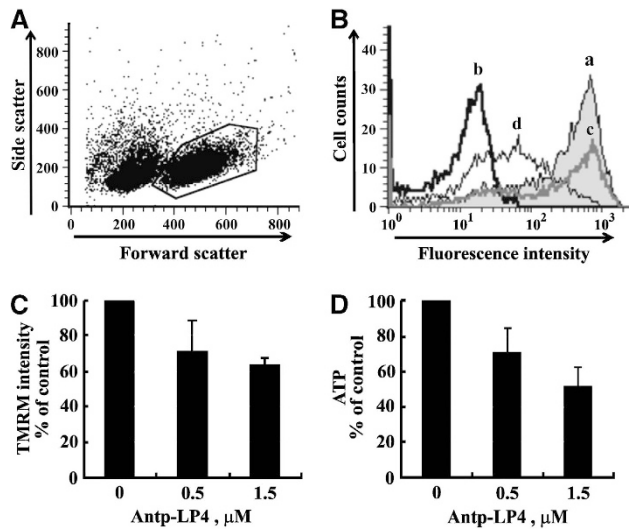 A
Side scatter
800
600
400
200
0
0 200 400 600 800
Forward scatter
B
Cell counts
40
30
20
10
0
a
b
c
d
10⁰ 10¹ 10² 10³
Fluorescence intensity
C
TMRM intensity
% of control
100
80
60
40
20
0
0 0.5 1.5
Antp-LP4 , µM
D
ATP
% of control
100
80
60
40
20
0
0 0.5 1.5
Antp-LP4 , µM